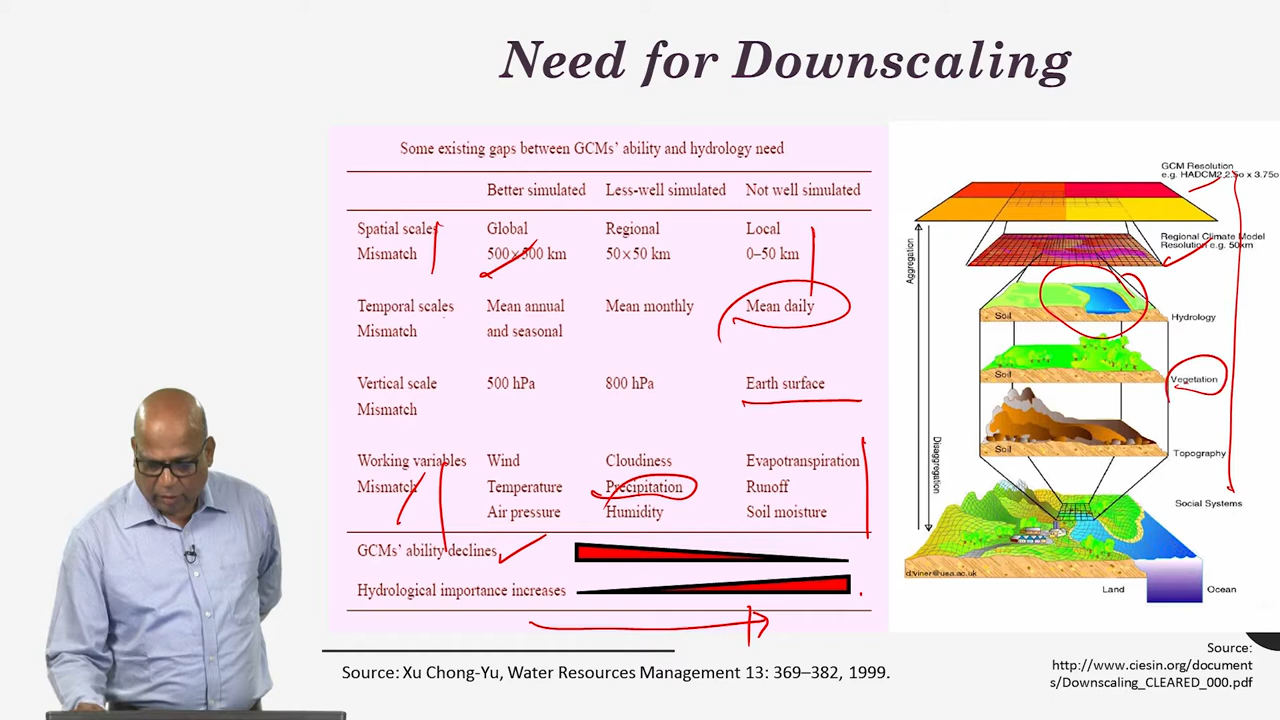 Need for Downscaling
Some existing gaps between GCMs' ability and hydrology need
Better simulated Less-well simulated Not well simulated
Spatial scales Global Regional Local
Mismatch 500×500 km 50×50 km 0–50 km
Temporal scales Mean annual Mean monthly Mean daily
Mismatch and seasonal
Vertical scale 500 hPa 800 hPa Earth surface
Mismatch
Working variables Wind Cloudiness Evapotranspiration
Mismatch Temperature Precipitation Runoff
Air pressure Humidity Soil moisture
GCMs' ability declines
Hydrological importance increases
Source: Xu Chong-Yu, Water Resources Management 13: 369–382, 1999.
GCM Resolution
e.g. HADCM2 2.5o x 3.75o
Regional Climate Model
Resolution e.g. 50km
Aggregation
Soil
Hydrology
Soil
Vegetation
Soil
Topography
Disaggregation
Social Systems
d.viner@uea.ac.uk
Land
Ocean
Source:
http://www.ciesin.org/document
s/Downscaling_CLEARED_000.pdf